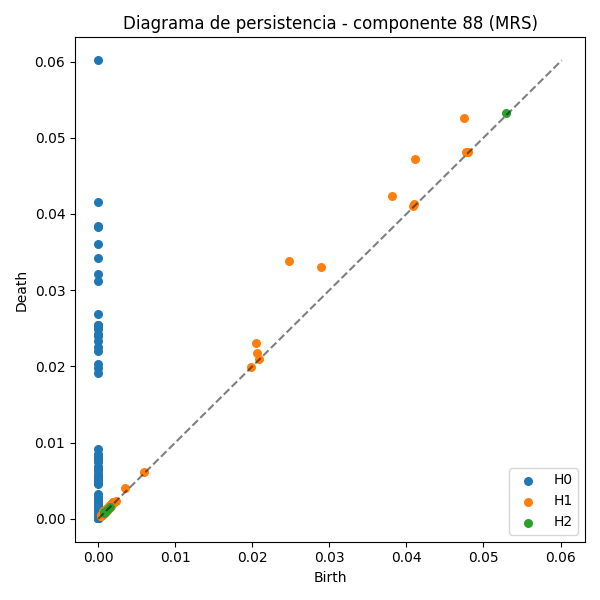 Diagrama de persistencia - componente 88 (MRS)
0.06
0.05
0.04
0.03
0.02
0.01
0.00
Death
0.00 0.01 0.02 0.03 0.04 0.05 0.06
Birth
H0
H1
H2